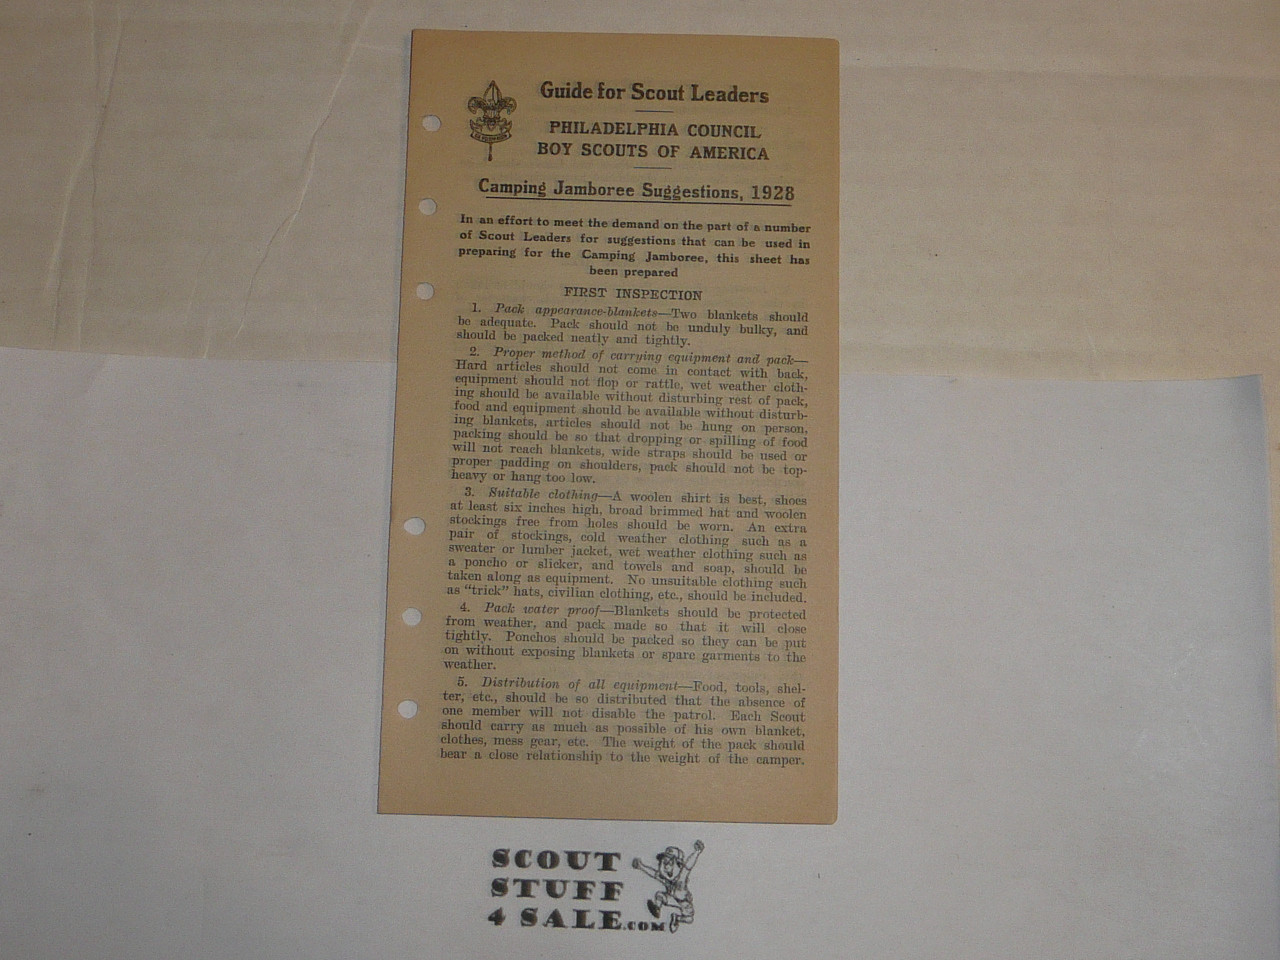 Guide for Scout Leaders
PHILADELPHIA COUNCIL
BOY SCOUTS OF AMERICA
Camping Jamboree Suggestions, 1928
In an effort to meet the demand on the part of a number
of Scout Leaders for suggestions that can be used in
preparing for the Camping Jamboree, this sheet has
been prepared
FIRST INSPECTION
1. Pack appearance-blankets—Two blankets should
be adequate. Pack should not be unduly bulky, and
should be packed neatly and tightly.
2. Proper method of carrying equipment and pack—
Hard articles should not come in contact with back,
equipment should not flop or rattle, wet weather cloth-
ing should be available without disturbing rest of pack,
food and equipment should be available without disturb-
ing blankets, articles should not be hung on person,
packing should be so that dropping or spilling of food
will not reach blankets, wide straps should be used or
proper padding on shoulders, pack should not be top-
heavy or hang too low.
3. Suitable clothing—A woolen shirt is best, shoes
at least six inches high, broad brimmed hat and woolen
stockings free from holes should be worn. An extra
pair of stockings, cold weather clothing such as a
sweater or lumber jacket, wet weather clothing such as
a poncho or slicker, and towels and soap, should be
taken along as equipment. No unsuitable clothing such
as "trick" hats, civilian clothing, etc., should be included.
4. Pack water proof—Blankets should be protected
from weather, and pack made so that it will close
tightly. Ponchos should be packed so they can be put
on without exposing blankets or spare garments to the
weather.
5. Distribution of all equipment—Food, tools, shel-
ter, etc., should be so distributed that the absence of
one member will not disable the patrol. Each Scout
should carry as much as possible of his own blanket,
clothes, mess gear, etc. The weight of the pack should
bear a close relationship to the weight of the camper.
SCOUT
STUFF
4 SALE.COM